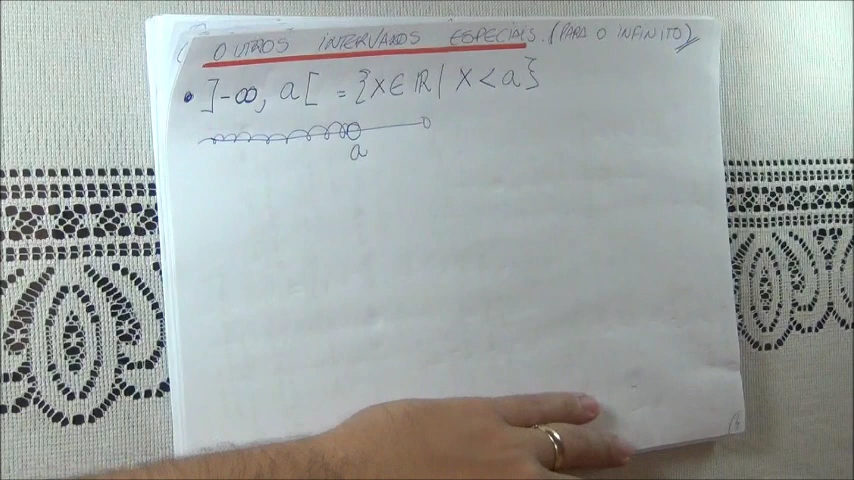 OUTROS INTERVALOS ESPECIAIS. (PARA O INFINITO)
• ]-∞, a[ = {x ∈ ℝ | x < a}
a